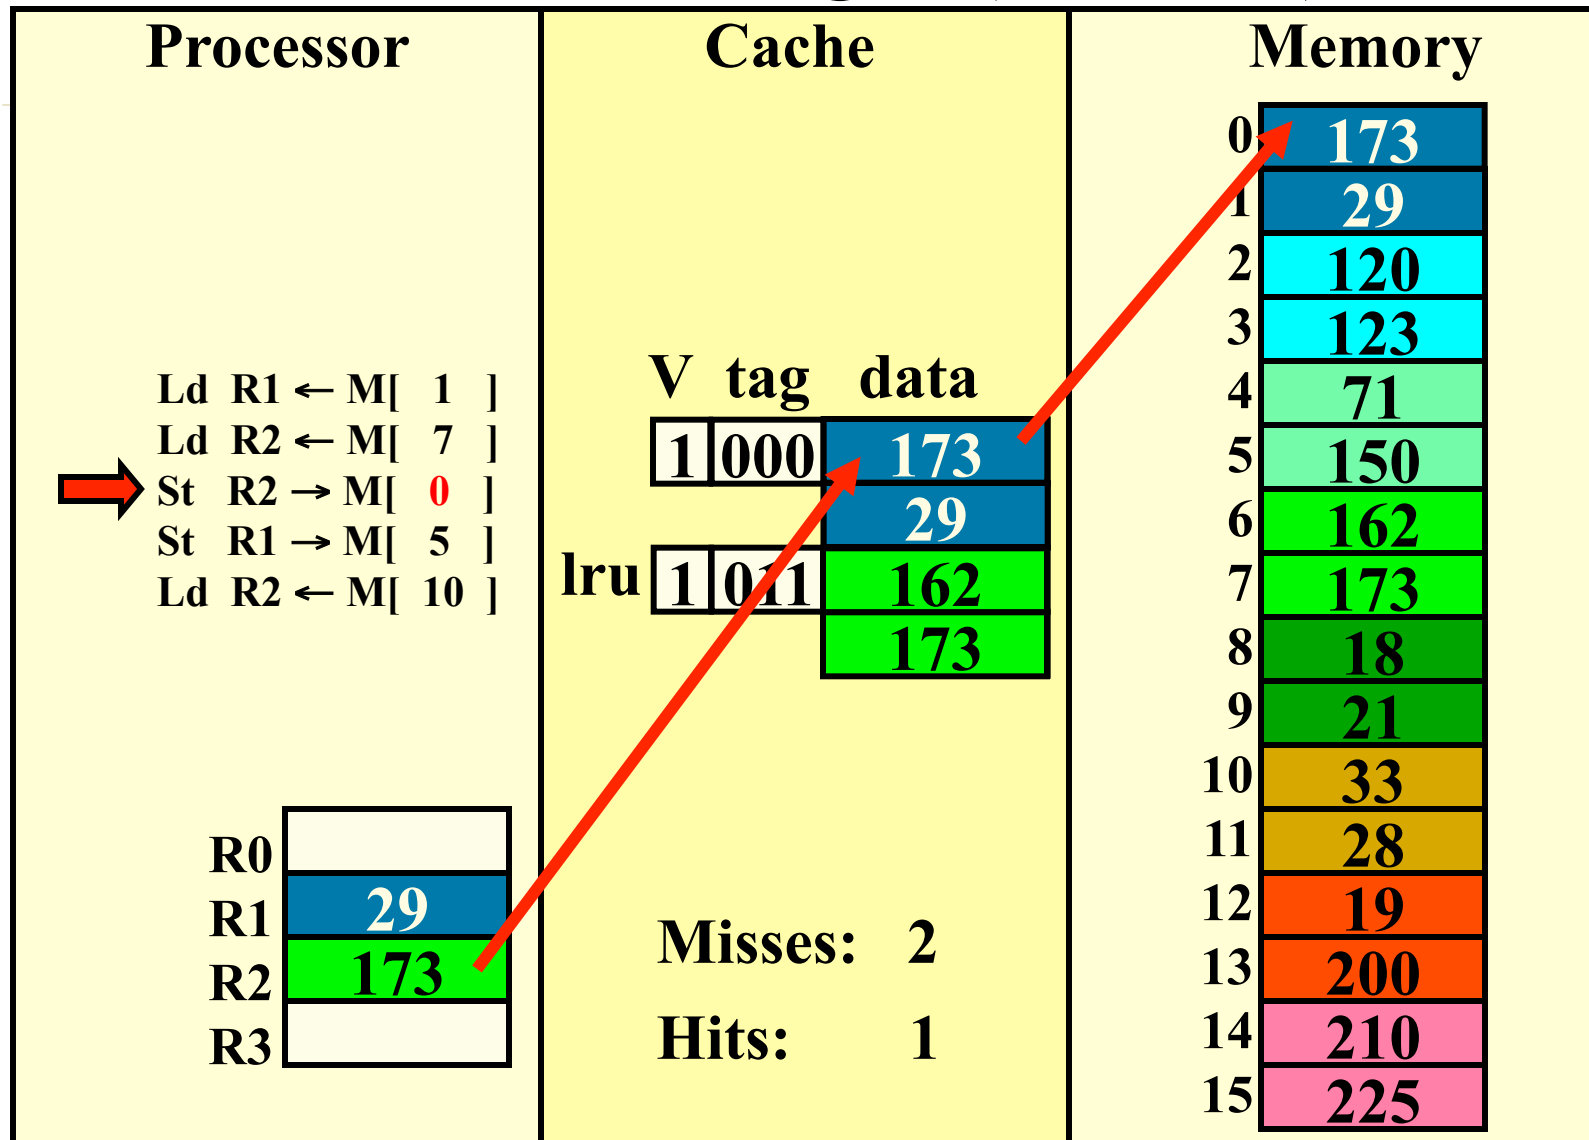 Processor
Ld R1 ← M[ 1 ]
Ld R2 ← M[ 7 ]
St R2 → M[ 0 ]
St R1 → M[ 5 ]
Ld R2 ← M[ 10 ]
R0
R1 29
R2 173
R3
Cache
V tag data
1 000 173
29
lru 1 011 162
173
Misses: 2
Hits: 1
Memory
0 173
1 29
2 120
3 123
4 71
5 150
6 162
7 173
8 18
9 21
10 33
11 28
12 19
13 200
14 210
15 225